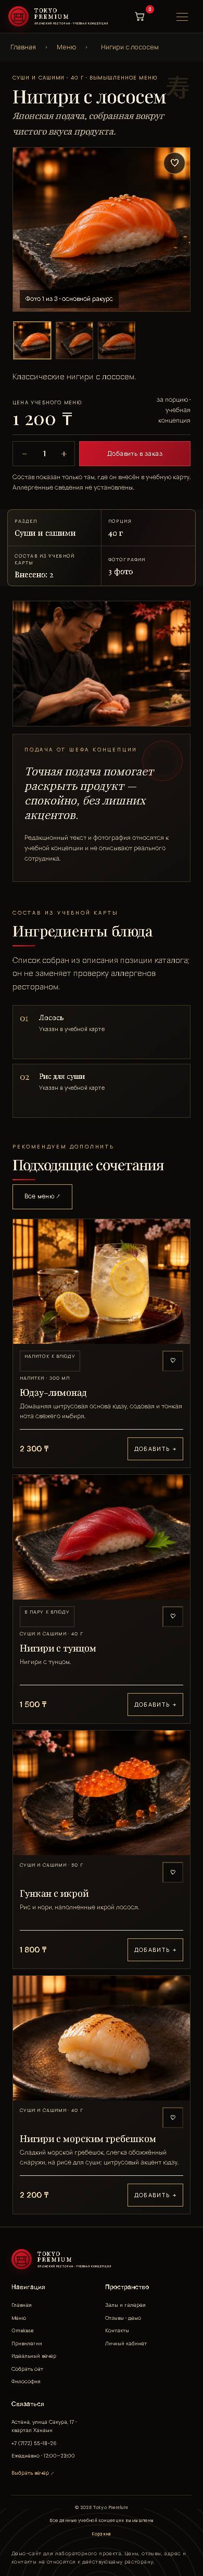 TOKYO
PREMIUM
ЯПОНСКИЙ РЕСТОРАН · УЧЕБНАЯ КОНЦЕПЦИЯ
Главная › Меню › Нигири с лососем
СУШИ И САШИМИ · 40 Г · ВЫМЫШЛЕННОЕ МЕНЮ
寿
Нигири с лососем
Японская подача, собранная вокруг
чистого вкуса продукта.
Фото 1 из 3 · основной ракурс
Классические нигири с лососем.
ЦЕНА УЧЕБНОГО МЕНЮ
1 200 ₸
за порцию ·
учебная
концепция
− 1 +
Добавить в заказ
Состав показан только там, где он внесён в учебную карту.
Аллергенные сведения не установлены.
РАЗДЕЛ
Суши и сашими
ПОРЦИЯ
40 г
СОСТАВ ИЗ УЧЕБНОЙ
КАРТЫ
Внесено: 2
ФОТОГРАФИИ
3 фото
ПОДАЧА ОТ ШЕФА КОНЦЕПЦИИ
Точная подача помогает
раскрыть продукт —
спокойно, без лишних
акцентов.
Редакционный текст и фотография относятся к
учебной концепции и не описывают реального
сотрудника.
СОСТАВ ИЗ УЧЕБНОЙ КАРТЫ
Ингредиенты блюда
Список собран из описания позиции каталога;
он не заменяет проверку аллергенов
рестораном.
01 Лосось
Указан в учебной карте
02 Рис для суши
Указан в учебной карте
РЕКОМЕНДУЕМ ДОПОЛНИТЬ
Подходящие сочетания
Все меню ↗
НАПИТОК К БЛЮДУ
НАПИТКИ · 300 МЛ
Юдзу-лимонад
Домашняя цитрусовая основа юдзу, содовая и тонкая
нота свежего имбиря.
2 300 ₸
ДОБАВИТЬ +
В ПАРУ К БЛЮДУ
СУШИ И САШИМИ · 40 Г
Нигири с тунцом
Нигири с тунцом.
1 500 ₸
ДОБАВИТЬ +
СУШИ И САШИМИ · 50 Г
Гункан с икрой
Рис и нори, наполненные икрой лосося.
1 800 ₸
ДОБАВИТЬ +
СУШИ И САШИМИ · 40 Г
Нигири с морским гребешком
Сладкий морской гребешок, слегка обожжённый
снаружи, на рисе для суши; цитрусовый акцент юдзу.
2 200 ₸
ДОБАВИТЬ +
TOKYO
PREMIUM
ЯПОНСКИЙ РЕСТОРАН · УЧЕБНАЯ КОНЦЕПЦИЯ
Навигация
Главная
Меню
Омакасе
Привилегии
Идеальный вечер
Собрать сет
Философия
Пространство
Залы и галерея
Отзывы · демо
Контакты
Личный кабинет
Связаться
Астана, улица Сакура, 17 ·
квартал Ханами
+7 (7172) 55-18-26
Ежедневно · 12:00–23:00
Выбрать вечер ↗
© 2026 Tokyo Premium
Все данные учебной концепции вымышлены
Корзина
Демо-сайт для лабораторного проекта. Цены, отзывы, адрес и
контакты не относятся к действующему ресторану.